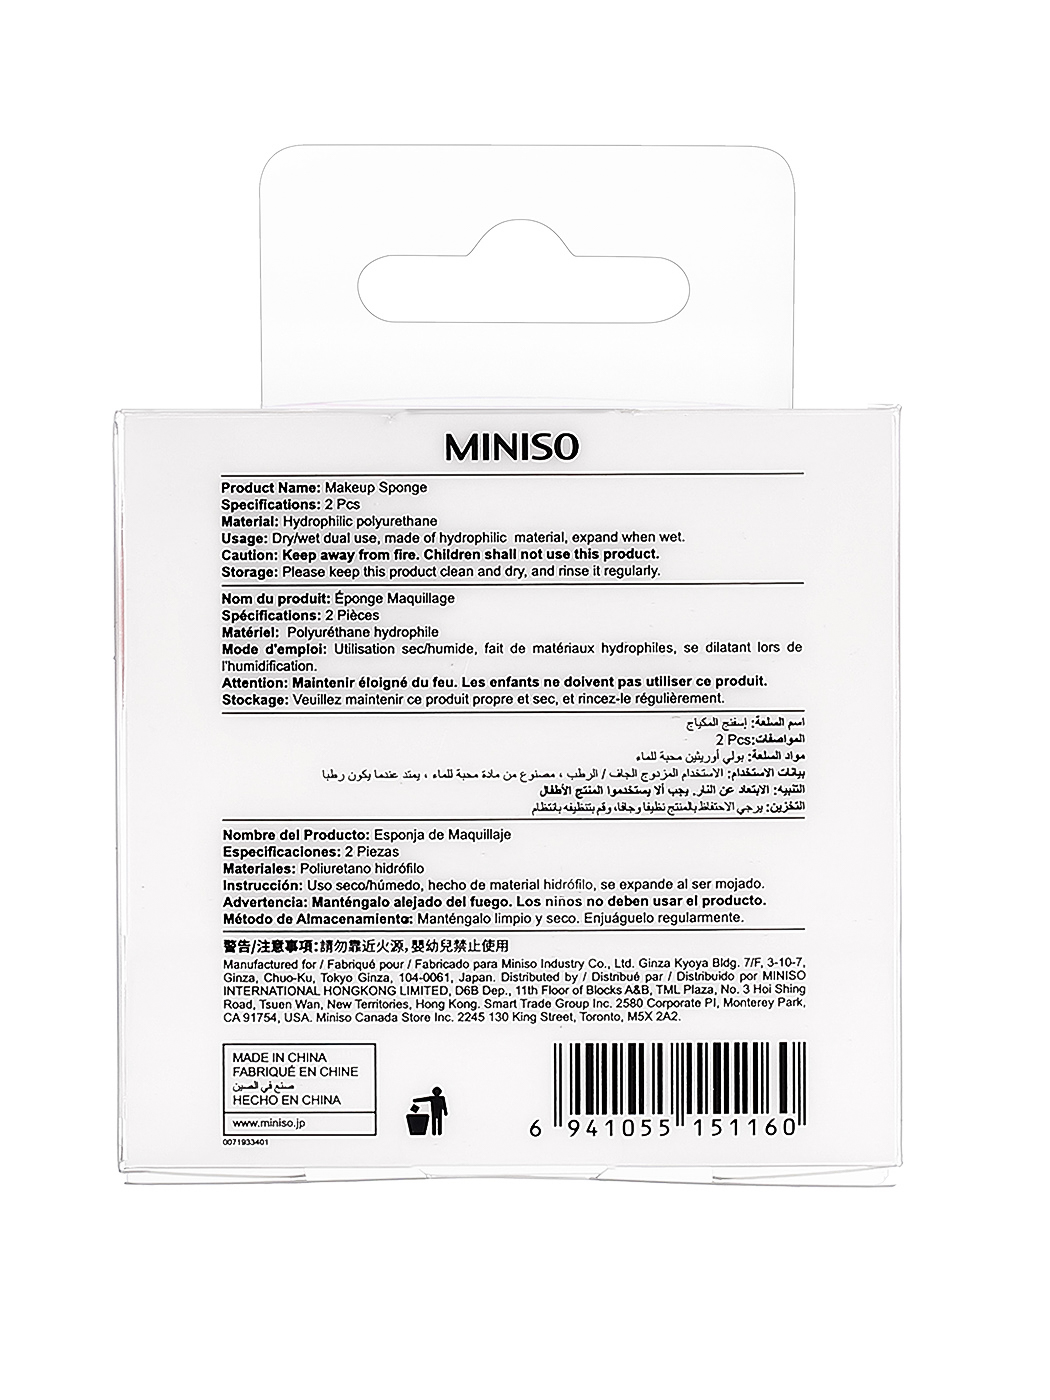 MINISO
Product Name: Makeup Sponge
Specifications: 2 Pcs
Material: Hydrophilic polyurethane
Usage: Dry/wet dual use, made of hydrophilic material, expand when wet.
Caution: Keep away from fire. Children shall not use this product.
Storage: Please keep this product clean and dry, and rinse it regularly.
Nom du produit: Éponge Maquillage
Spécifications: 2 Pièces
Matériel: Polyuréthane hydrophile
Mode d'emploi: Utilisation sec/humide, fait de matériaux hydrophiles, se dilatant lors de
l'humidification.
Attention: Maintenir éloigné du feu. Les enfants ne doivent pas utiliser ce produit.
Stockage: Veuillez maintenir ce produit propre et sec, et rincez-le régulièrement.
اسم السلعة: إسفنج المكياج
المواصفات: 2 Pcs
مواد السلعة: بولي أوريثين محبة للماء
بيانات الاستخدام: الاستخدام المزدوج الجاف / الرطب ، مصنوع من مادة محبة للماء ، يمتد عندما يكون رطبا
التنبيه: الابتعاد عن النار. يجب ألا يستخدموا المنتج الأطفال
التخزين: يرجي الاحتفاظ بالمنتج نظيفا وجافا، وقم بتنظيفه بانتظام
Nombre del Producto: Esponja de Maquillaje
Especificaciones: 2 Piezas
Materiales: Poliuretano hidrófilo
Instrucción: Uso seco/húmedo, hecho de material hidrófilo, se expande al ser mojado.
Advertencia: Manténgalo alejado del fuego. Los ninos no deben usar el producto.
Método de Almacenamiento: Manténgalo limpio y seco. Enjuáguelo regularmente.
警告/注意事項:請勿靠近火源,嬰幼兒禁止使用
Manufactured for / Fabriqué pour / Fabricado para Miniso Industry Co., Ltd. Ginza Kyoya Bldg. 7/F, 3-10-7,
Ginza, Chuo-Ku, Tokyo Ginza, 104-0061, Japan. Distributed by / Distribué par / Distribuido por MINISO
INTERNATIONAL HONGKONG LIMITED, D6B Dep., 11th Floor of Blocks A&B, TML Plaza, No. 3 Hoi Shing
Road, Tsuen Wan, New Territories, Hong Kong. Smart Trade Group Inc. 2580 Corporate Pl, Monterey Park,
CA 91754, USA. Miniso Canada Store Inc. 2245 130 King Street, Toronto, M5X 2A2.
MADE IN CHINA
FABRIQUÉ EN CHINE
صنع في الصين
HECHO EN CHINA
www.miniso.jp
0071933401
6 941055 151160